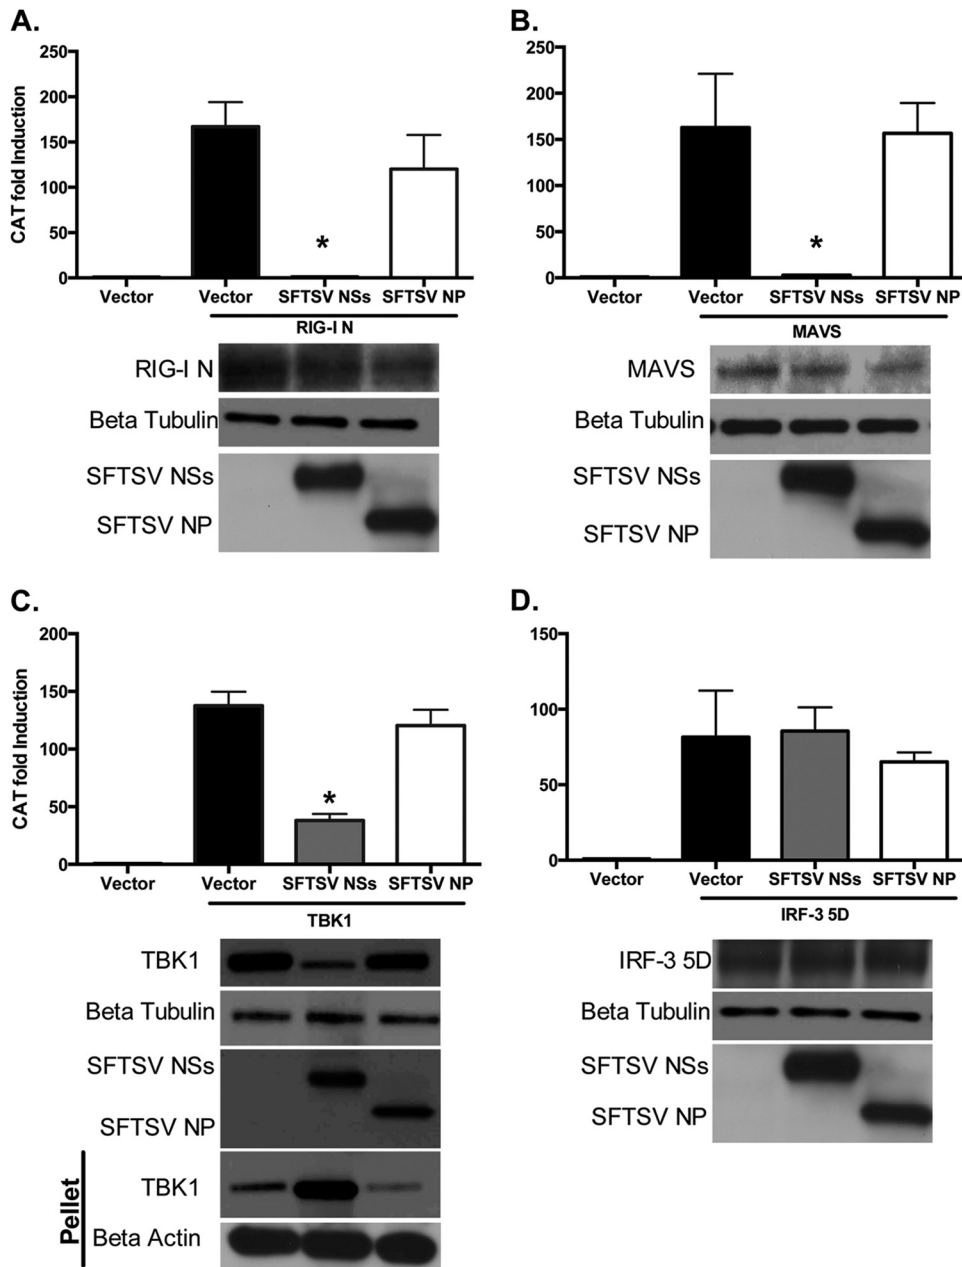 A.
CAT fold Induction
250
200
150
100
50
0
Vector
Vector
SFTSV NSs
SFTSV NP
*
RIG-I N
RIG-I N
Beta Tubulin
SFTSV NSs
SFTSV NP
B.
250
200
150
100
50
0
Vector
Vector
SFTSV NSs
SFTSV NP
*
MAVS
MAVS
Beta Tubulin
SFTSV NSs
SFTSV NP
C.
CAT fold Induction
200
150
100
50
0
Vector
Vector
SFTSV NSs
SFTSV NP
*
TBK1
TBK1
Beta Tubulin
SFTSV NSs
SFTSV NP
Pellet
TBK1
Beta Actin
D.
150
100
50
0
Vector
Vector
SFTSV NSs
SFTSV NP
IRF-3 5D
IRF-3 5D
Beta Tubulin
SFTSV NSs
SFTSV NP